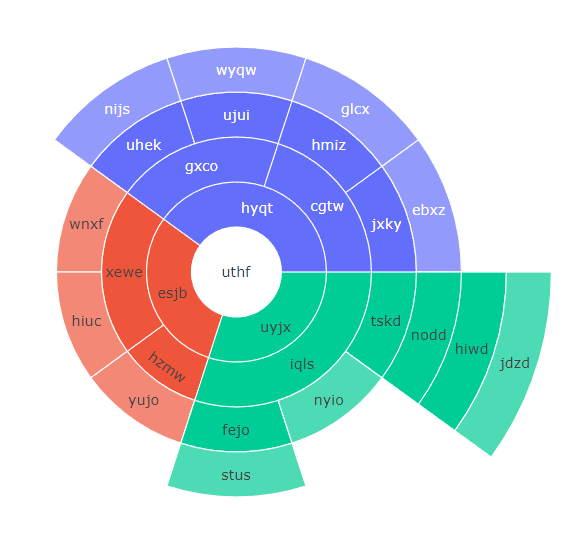 wyqw
nijs
glcx
ujui
uhek
hmiz
gxco
hyqt
cgtw
ebxz
jxky
wnxf
xewe
uthf
esjb
hiuc
uyjx
tskd
nodd
hiwd
jdzd
iqls
hzmw
yujo
nyio
fejo
stus